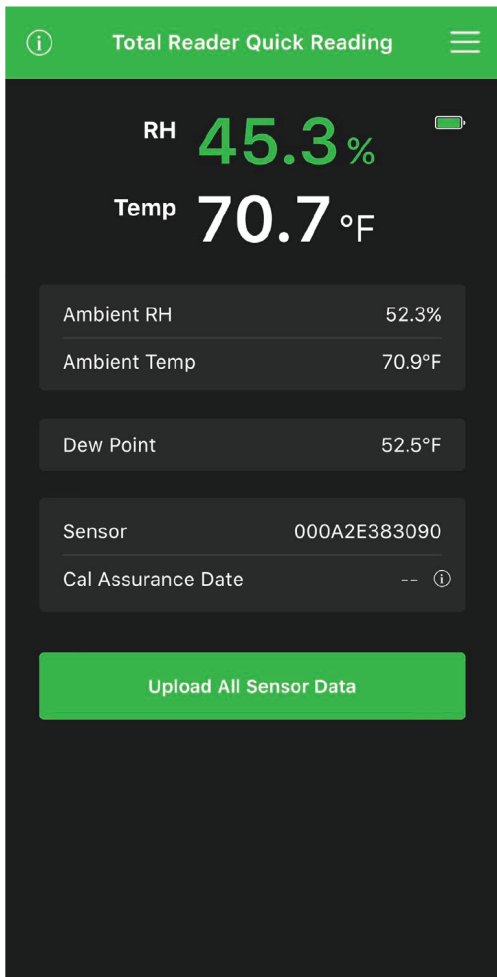 Total Reader Quick Reading
RH 45.3%
Temp 70.7 °F
Ambient RH 52.3%
Ambient Temp 70.9°F
Dew Point 52.5°F
Sensor 000A2E383090
Cal Assurance Date --
Upload All Sensor Data